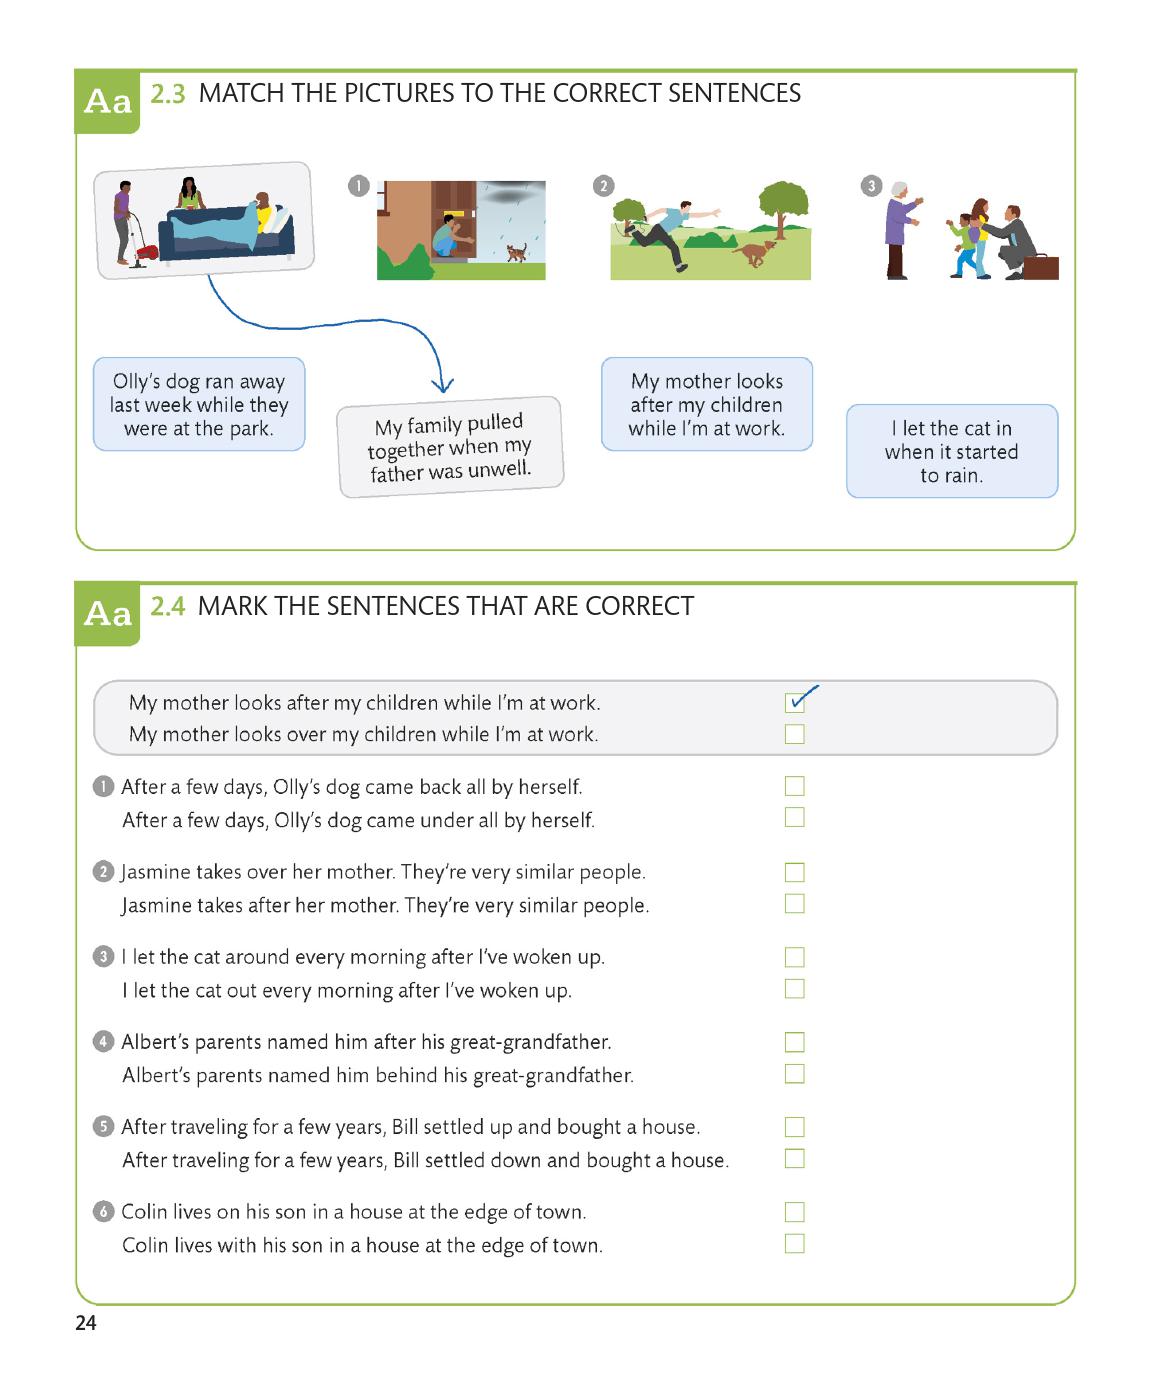 Aa 2.3 MATCH THE PICTURES TO THE CORRECT SENTENCES
1
2
3
Olly's dog ran away
last week while they
were at the park.
My family pulled
together when my
father was unwell.
My mother looks
after my children
while I'm at work.
I let the cat in
when it started
to rain.
Aa 2.4 MARK THE SENTENCES THAT ARE CORRECT
My mother looks after my children while I'm at work.
My mother looks over my children while I'm at work.
1 After a few days, Olly's dog came back all by herself.
After a few days, Olly's dog came under all by herself.
2 Jasmine takes over her mother. They're very similar people.
Jasmine takes after her mother. They're very similar people.
3 I let the cat around every morning after I've woken up.
I let the cat out every morning after I've woken up.
4 Albert's parents named him after his great-grandfather.
Albert's parents named him behind his great-grandfather.
5 After traveling for a few years, Bill settled up and bought a house.
After traveling for a few years, Bill settled down and bought a house.
6 Colin lives on his son in a house at the edge of town.
Colin lives with his son in a house at the edge of town.
24